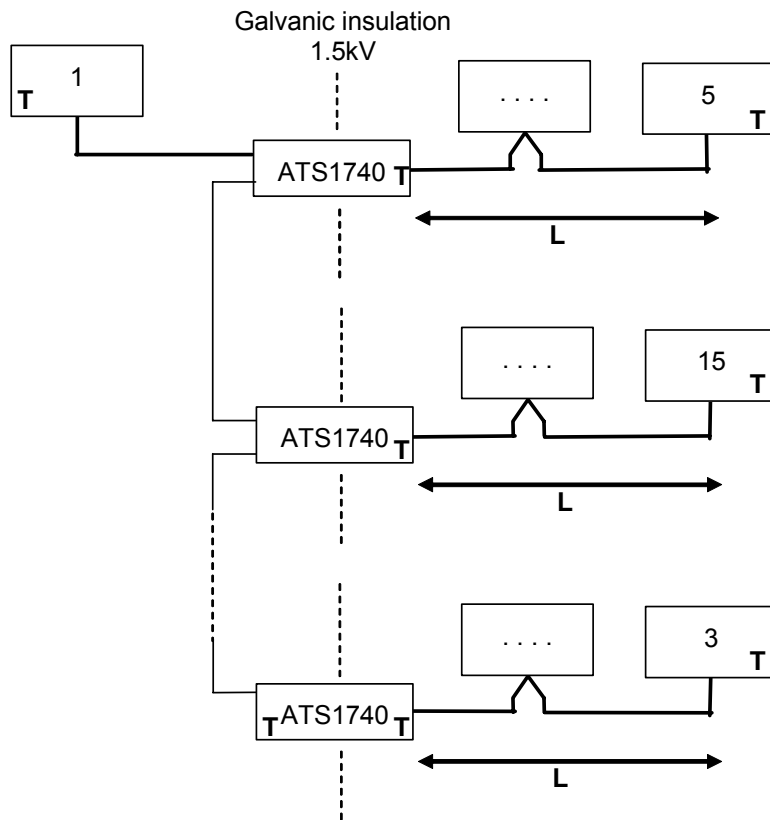 Galvanic insulation
1.5kV
1
T
. . . .
5
T
ATS1740 T
L
. . . .
15
T
ATS1740 T
L
. . . .
3
T
T ATS1740 T
L